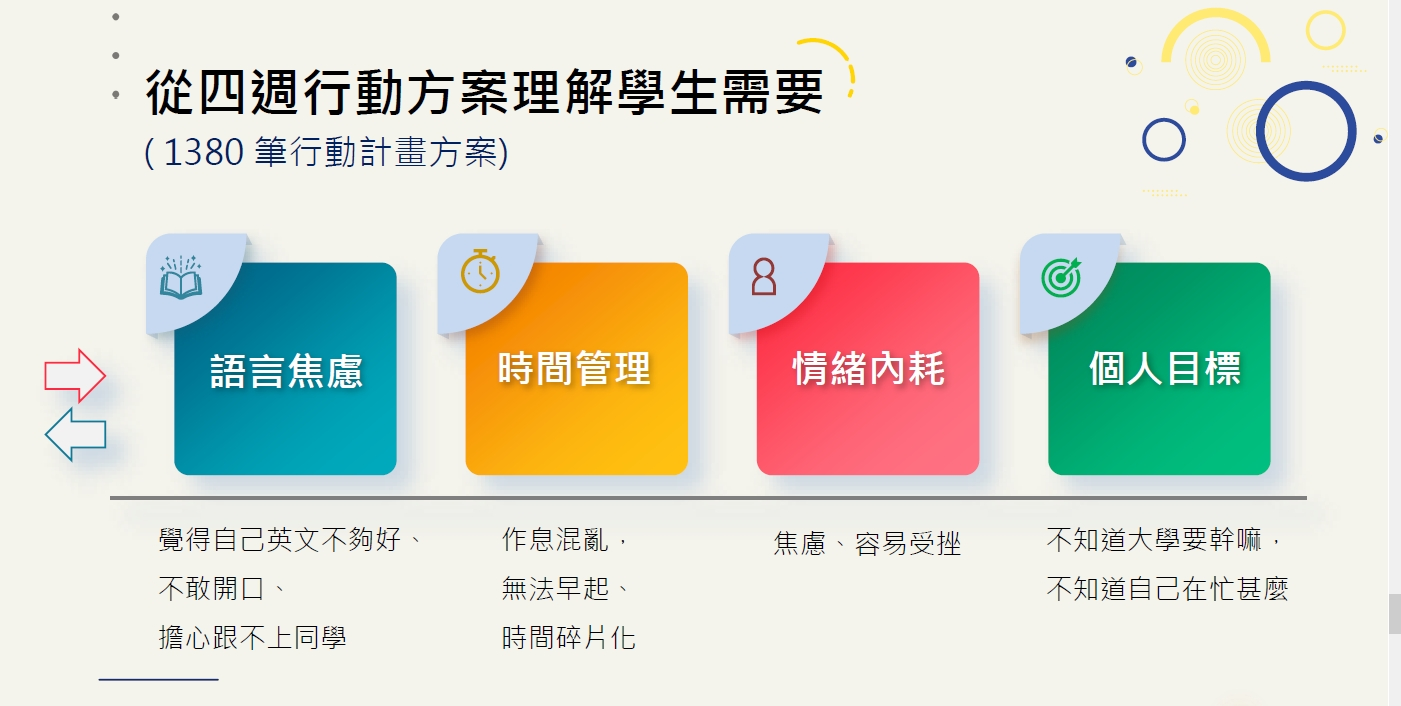 從四週行動方案理解學生需要
( 1380 筆行動計畫方案)
語言焦慮
時間管理
情緒內耗
個人目標
覺得自己英文不夠好、
不敢開口、
擔心跟不上同學
作息混亂，
無法早起、
時間碎片化
焦慮、容易受挫
不知道大學要幹嘛，
不知道自己在忙甚麼